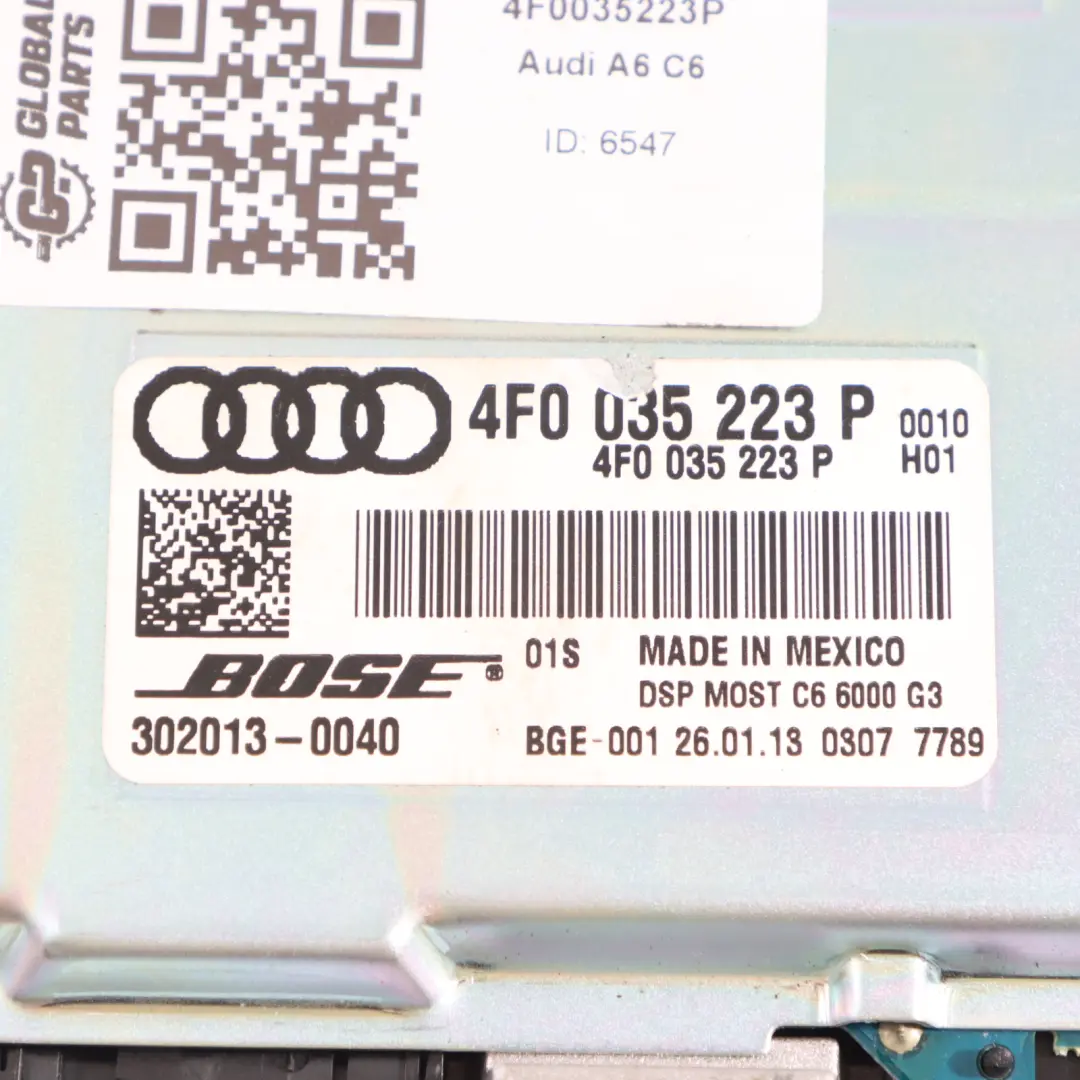 GLOBAL
PARTS
GP
4F0035223P
Audi A6 C6
ID: 6547
4F0 035 223 P
0010
4F0 035 223 P
H01
BOSE®
01S
MADE IN MEXICO
DSP MOST C6 6000 G3
302013-0040
BGE-001 26.01.13 0307 7789